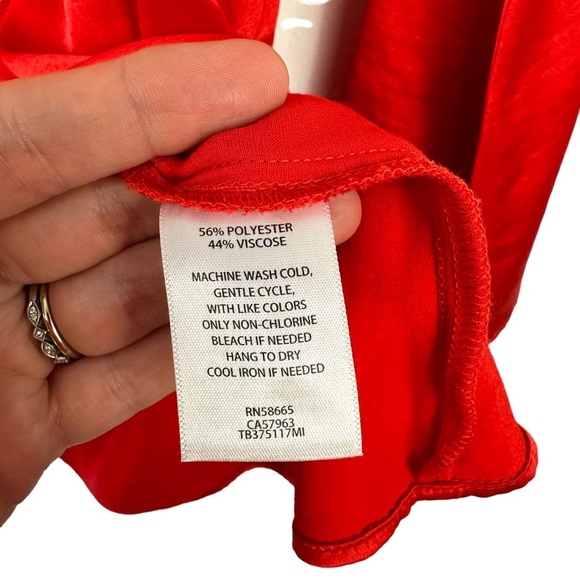 56% POLYESTER
44% VISCOSE
MACHINE WASH COLD,
GENTLE CYCLE,
WITH LIKE COLORS
ONLY NON-CHLORINE
BLEACH IF NEEDED
HANG TO DRY
COOL IRON IF NEEDED
RN58665
CA57963
TB375117MI